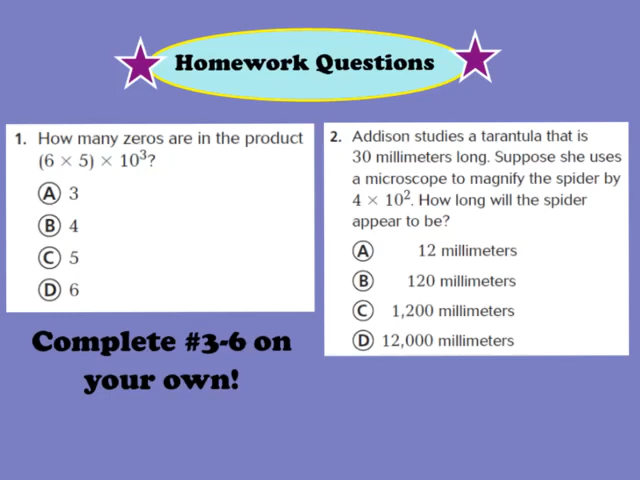 Homework Questions
1. How many zeros are in the product
(6 × 5) × 10³?
A 3
B 4
C 5
D 6
2. Addison studies a tarantula that is
30 millimeters long. Suppose she uses
a microscope to magnify the spider by
4 × 10². How long will the spider
appear to be?
A 12 millimeters
B 120 millimeters
C 1,200 millimeters
D 12,000 millimeters
Complete #3-6 on
your own!